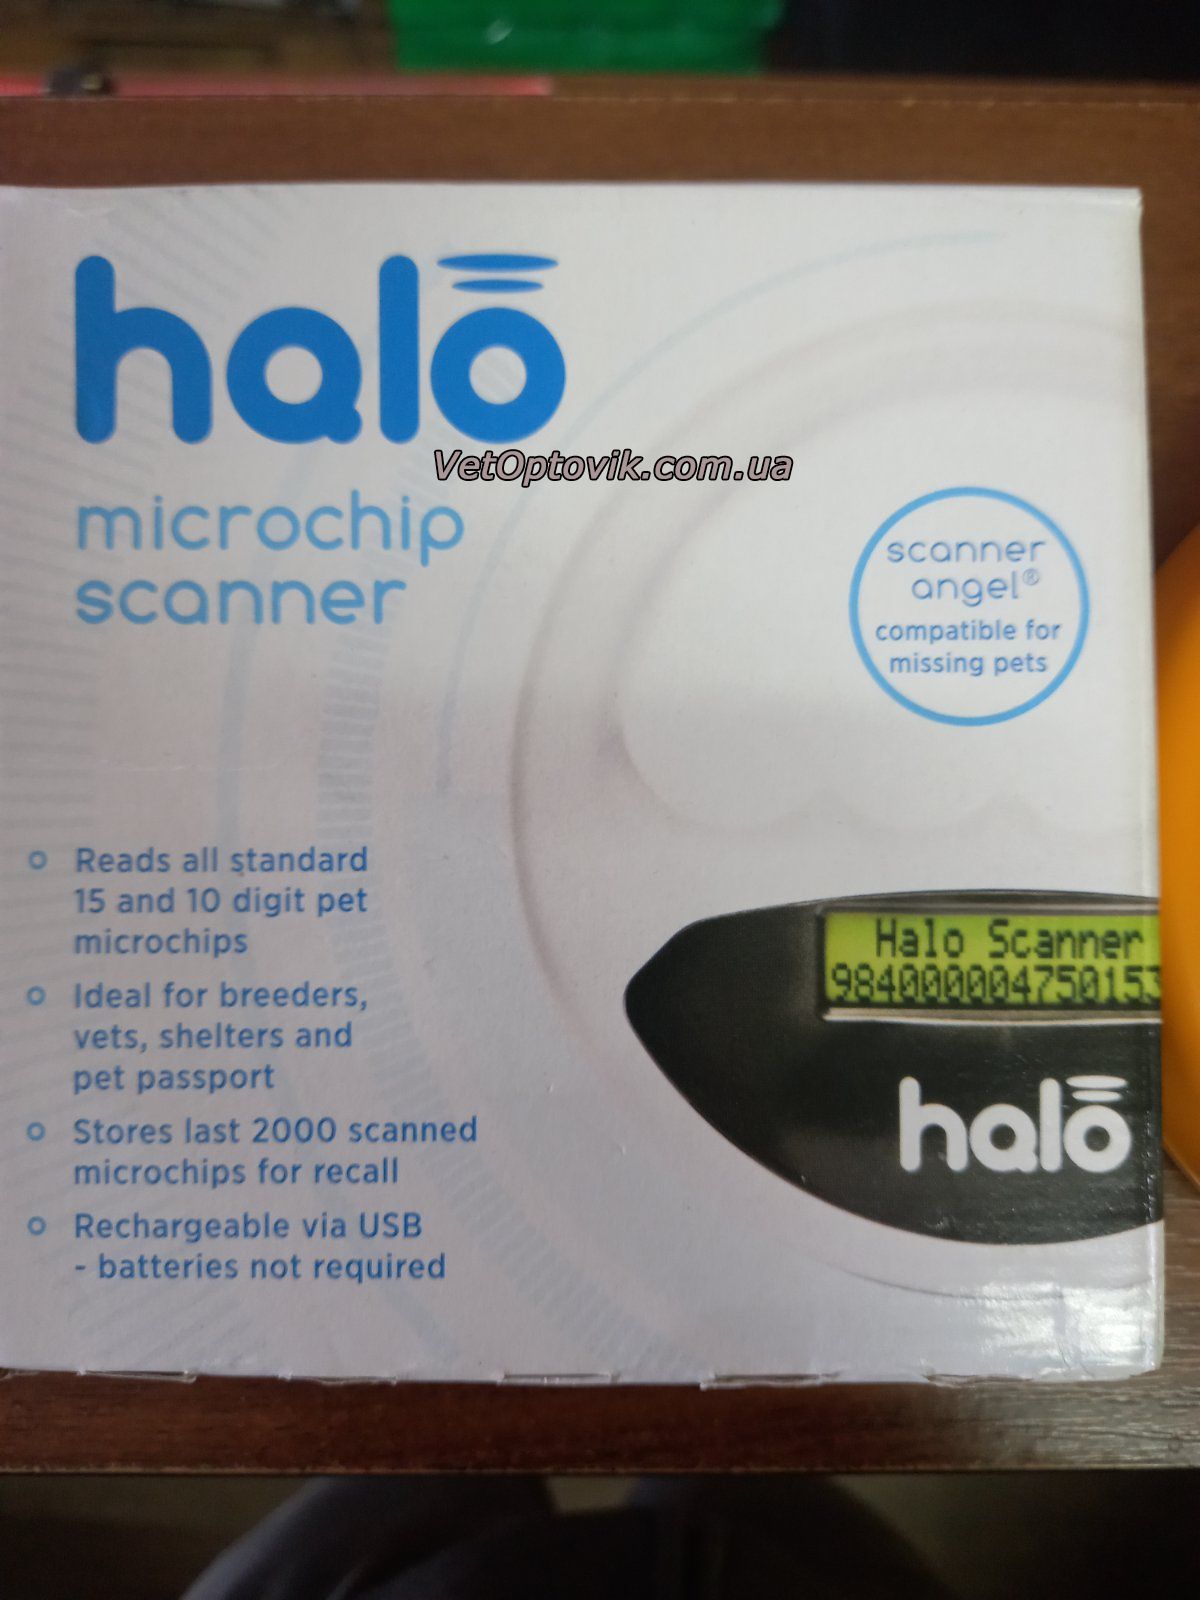 halo
VetOptovik.com.ua
microchip
scanner
scanner
angel®
compatible for
missing pets
Reads all standard
15 and 10 digit pet
microchips
Ideal for breeders,
vets, shelters and
pet passport
Stores last 2000 scanned
microchips for recall
Rechargeable via USB
- batteries not required
Halo Scanner
984000004750153
halo